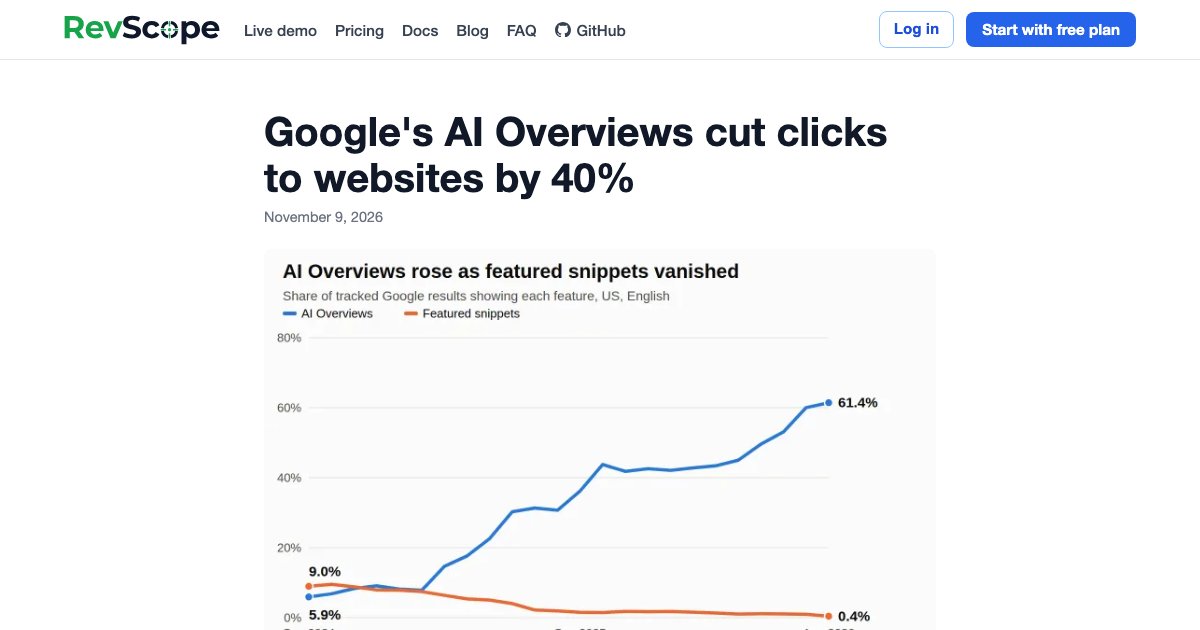 RevScope Live demo Pricing Docs Blog FAQ GitHub Log in Start with free plan
Google's AI Overviews cut clicks
to websites by 40%
November 9, 2026
AI Overviews rose as featured snippets vanished
Share of tracked Google results showing each feature, US, English
AI Overviews Featured snippets
80%
60%
61.4%
40%
20%
9.0%
5.9%
0%
0.4%